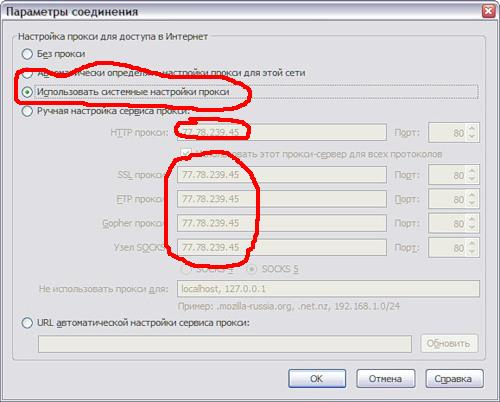 Параметры соединения
Настройка прокси для доступа в Интернет
Без прокси
Автоматически определять настройки прокси для этой сети
Использовать системные настройки прокси
Ручная настройка сервиса прокси:
HTTP прокси: 77.78.239.45 Порт: 80
Использовать этот прокси-сервер для всех протоколов
SSL прокси: 77.78.239.45 Порт: 80
FTP прокси: 77.78.239.45 Порт: 80
Gopher прокси: 77.78.239.45 Порт: 80
Узел SOCKS: 77.78.239.45 Порт: 80
SOCKS 4 SOCKS 5
Не использовать прокси для: localhost, 127.0.0.1
Пример: .mozilla-russia.org, .net.nz, 192.168.1.0/24
URL автоматической настройки сервиса прокси:
Обновить
OK Отмена Справка